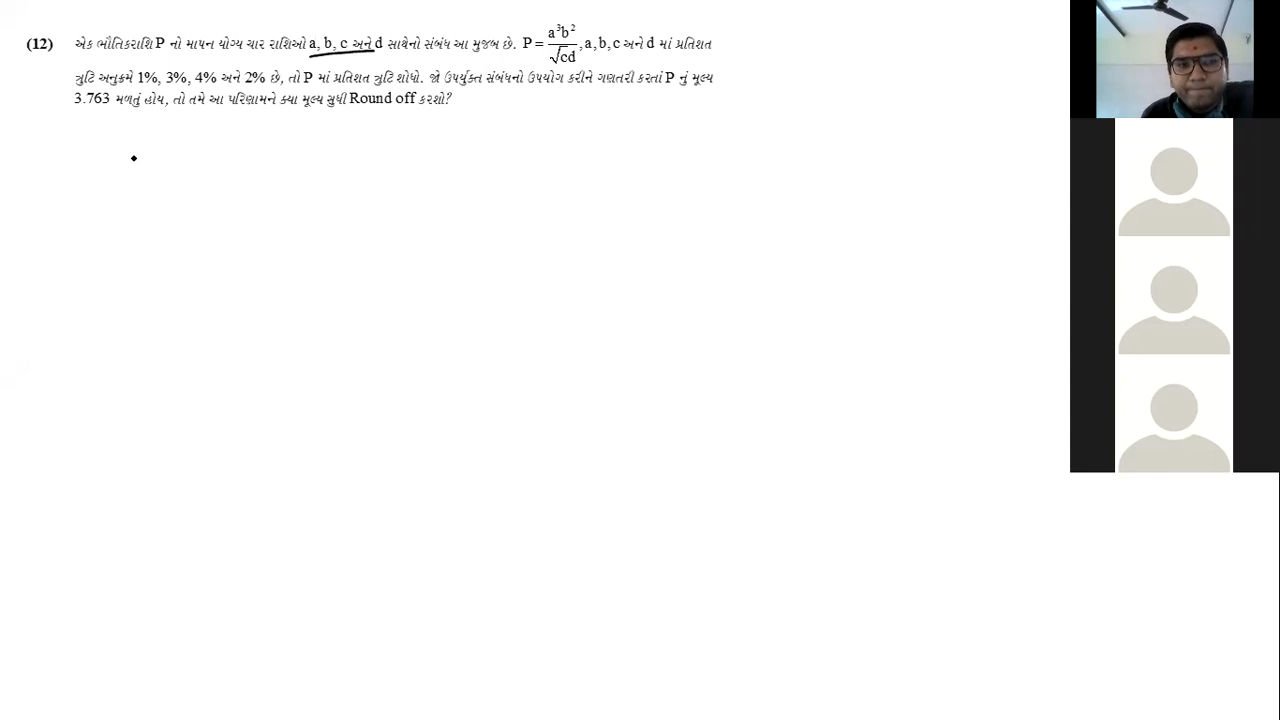 (12) એક ભૌતિકરાશિ P નો માપન યોગ્ય ચાર રાશિઓ a, b, c અને d સાથેનો સંબંધ આ મુજબ છે. P = a³b²/√cd, a, b, c અને d માં પ્રતિશત
ત્રુટિ અનુક્રમે 1%, 3%, 4% અને 2% છે, તો P માં પ્રતિશત ત્રુટિ શોધો. જો ઉપર્યુક્ત સંબંધનો ઉપયોગ કરીને ગણતરી કરતાં P નું મૂલ્ય
3.763 મળતું હોય, તો તમે આ પરિણામને ક્યા મૂલ્ય સુધી Round off કરશો?